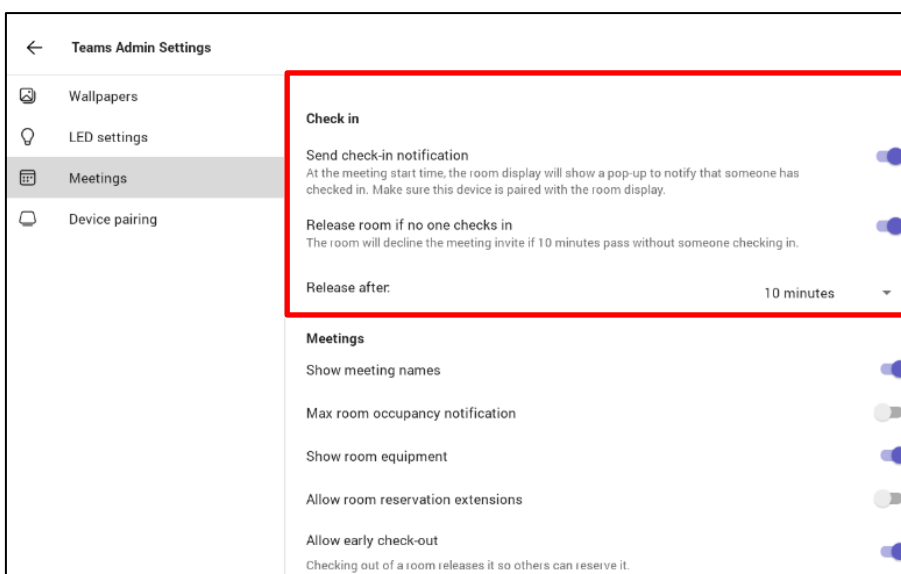 Teams Admin Settings
Wallpapers
LED settings
Meetings
Device pairing
Check in
Send check-in notification
At the meeting start time, the room display will show a pop-up to notify that someone has
checked in. Make sure this device is paired with the room display.
Release room if no one checks in
The room will decline the meeting invite if 10 minutes pass without someone checking in.
Release after:
10 minutes
Meetings
Show meeting names
Max room occupancy notification
Show room equipment
Allow room reservation extensions
Allow early check-out
Checking out of a room releases it so others can reserve it.